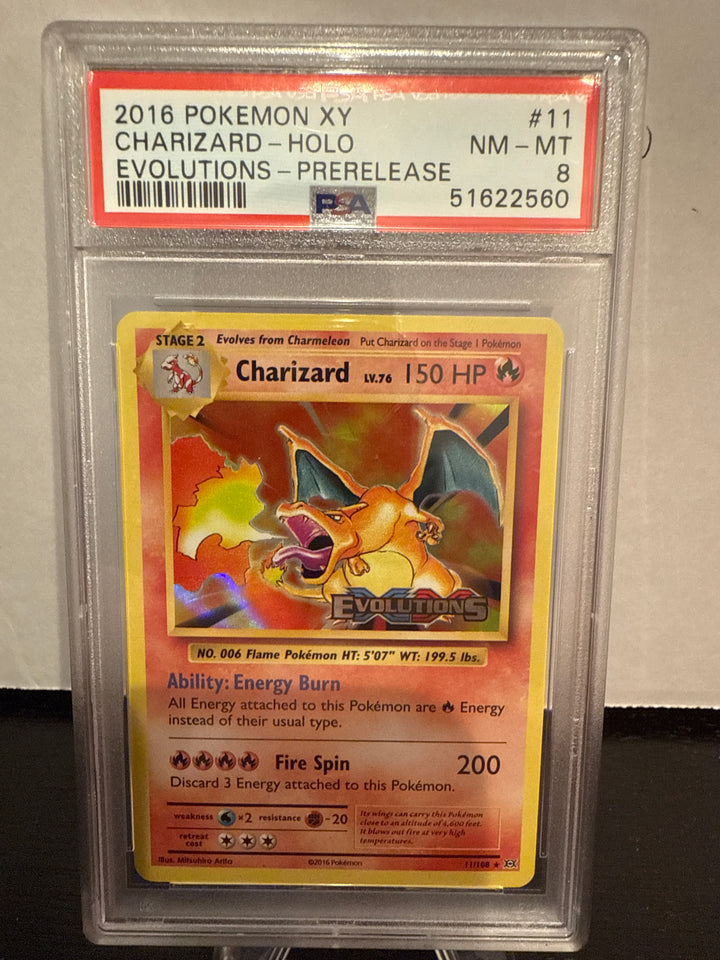 2016 POKEMON XY #11
CHARIZARD-HOLO NM-MT
EVOLUTIONS-PRERELEASE 8
PSA 51622560
STAGE 2 Evolves from Charmeleon Put Charizard on the Stage 1 Pokémon
Charizard LV.76 150 HP
EVOLUTIONS
NO. 006 Flame Pokémon HT: 5'07" WT: 199.5 lbs.
Ability: Energy Burn
All Energy attached to this Pokémon are Energy
instead of their usual type.
Fire Spin 200
Discard 3 Energy attached to this Pokémon.
weakness ×2 resistance -20
retreat
cost
Its wings can carry this Pokémon
close to an altitude of 4,600 feet.
It blows out fire at very high
temperatures.
Illus. Mitsuhiro Arita ©2016 Pokémon 11/108